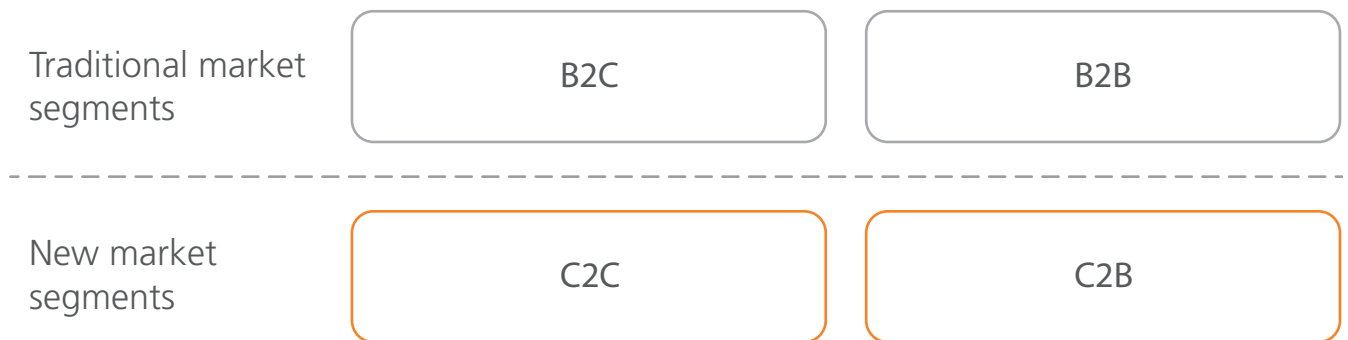 Traditional market
segments
B2C
B2B
New market
segments
C2C
C2B